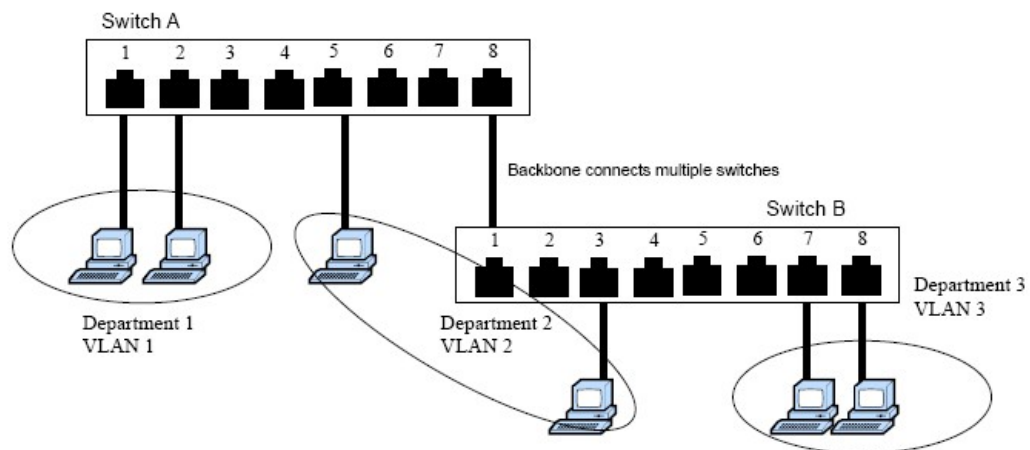 Switch A
1 2 3 4 5 6 7 8
Backbone connects multiple switches
Switch B
1 2 3 4 5 6 7 8
Department 1
VLAN 1
Department 2
VLAN 2
Department 3
VLAN 3